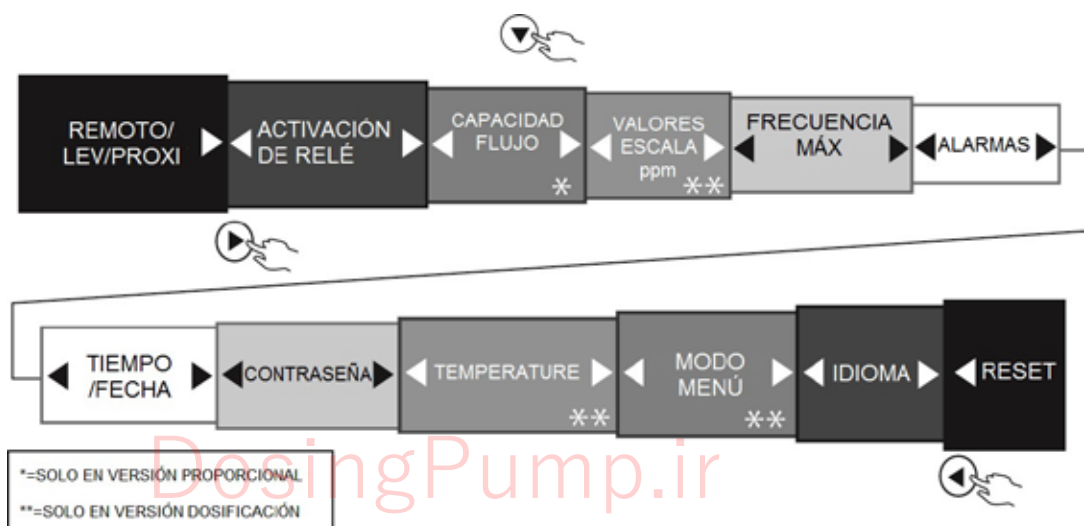 REMOTO/
LEV/PROXI
ACTIVACIÓN
DE RELÉ
CAPACIDAD
FLUJO
*
VALORES
ESCALA
ppm
**
FRECUENCIA
MÁX
ALARMAS
TIEMPO
/FECHA
CONTRASEÑA
TEMPERATURE
**
MODO
MENÚ
**
IDIOMA
RESET
*=SOLO EN VERSIÓN PROPORCIONAL
**=SOLO EN VERSIÓN DOSIFICACIÓN
DosingPump.ir